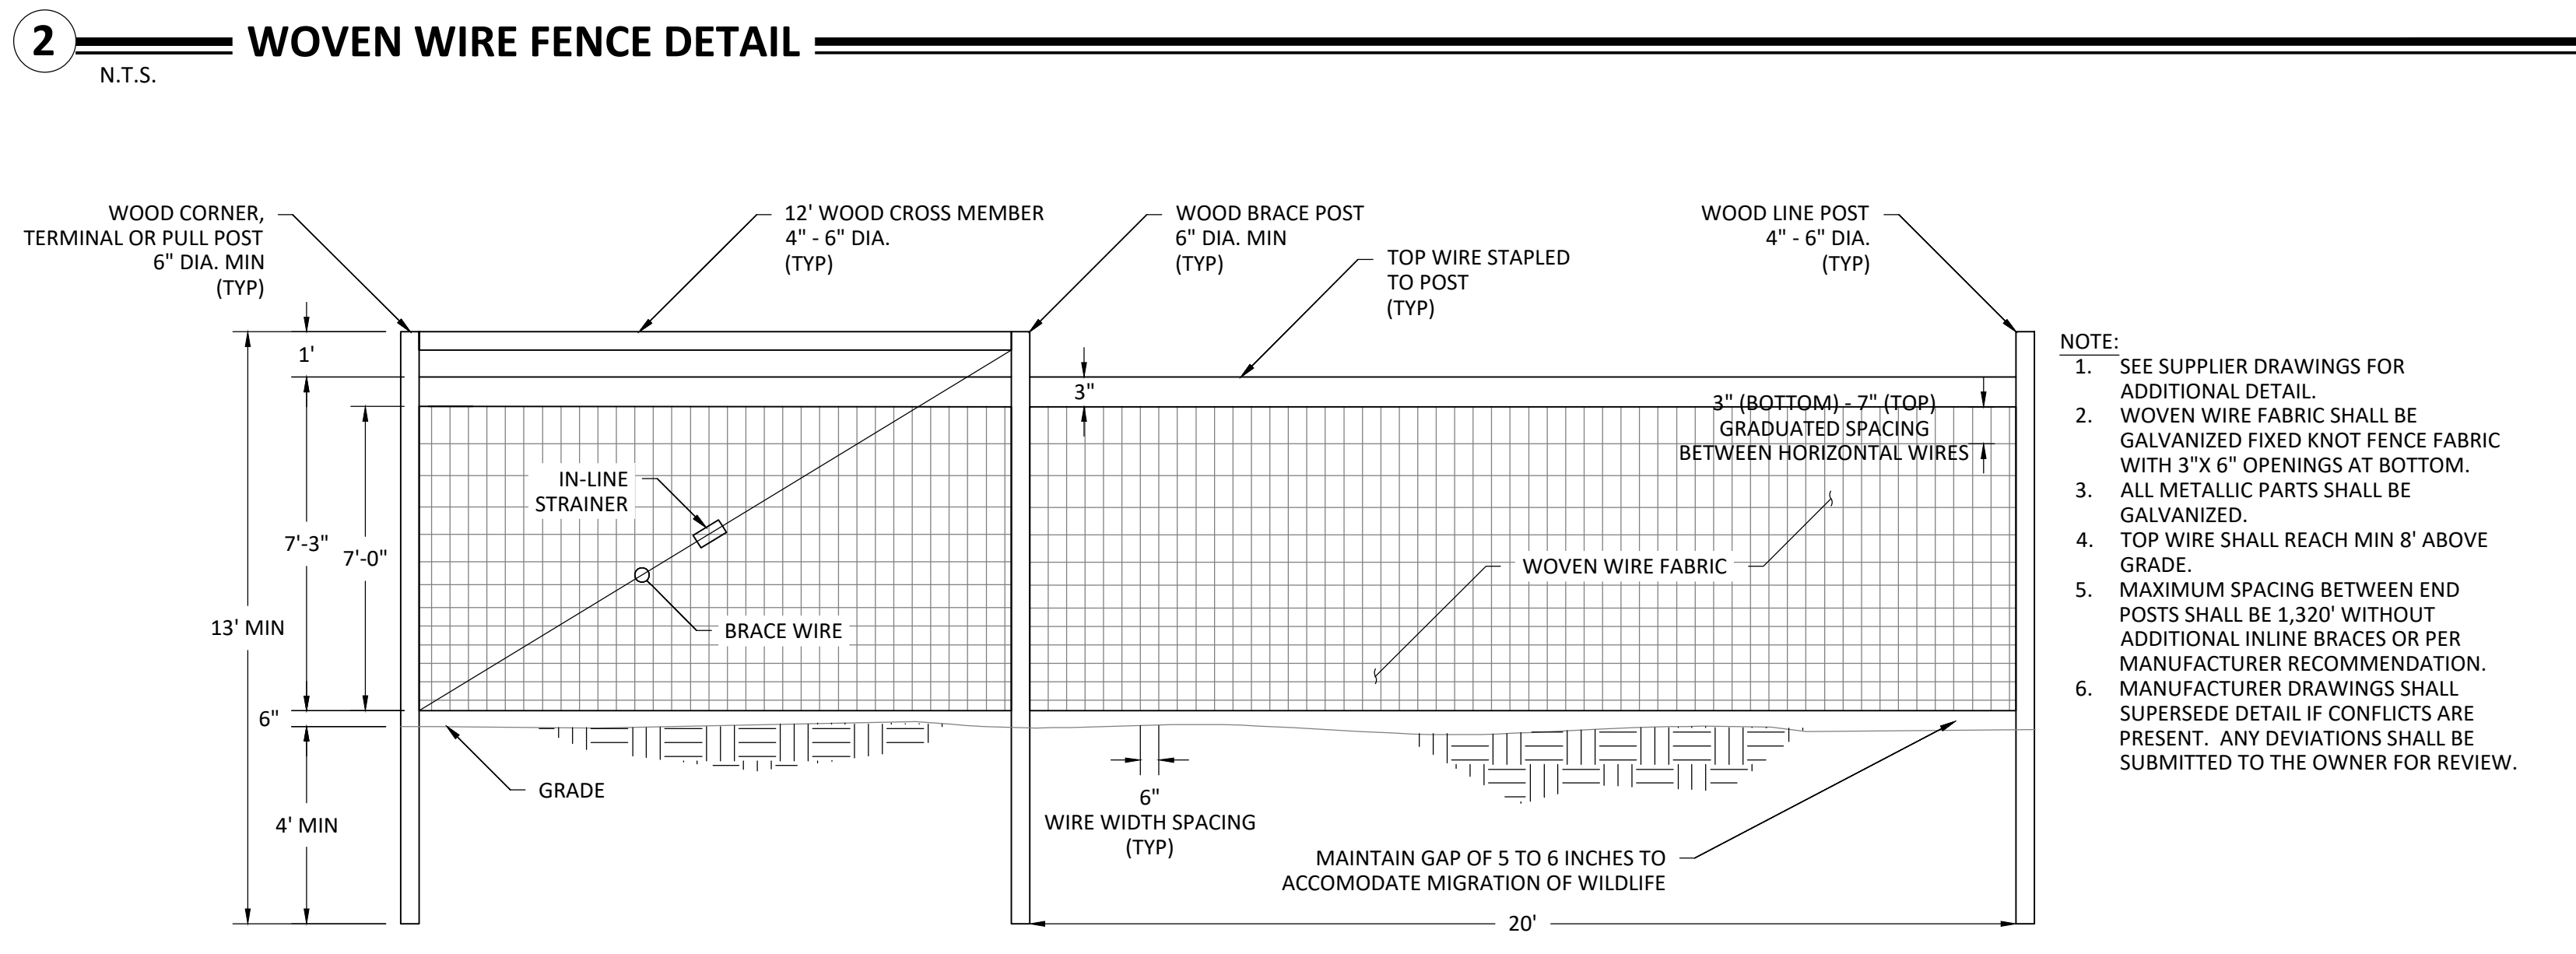 2
WOVEN WIRE FENCE DETAIL
N.T.S.
WOOD CORNER,
TERMINAL OR PULL POST
6" DIA. MIN
(TYP)
12' WOOD CROSS MEMBER
4" - 6" DIA.
(TYP)
WOOD BRACE POST
6" DIA. MIN
(TYP)
TOP WIRE STAPLED
TO POST
(TYP)
WOOD LINE POST
4" - 6" DIA.
(TYP)
1'
7'-3"
7'-0"
13' MIN
6"
4' MIN
3"
3" (BOTTOM) - 7" (TOP)
GRADUATED SPACING
BETWEEN HORIZONTAL WIRES
IN-LINE
STRAINER
BRACE WIRE
WOVEN WIRE FABRIC
GRADE
6"
WIRE WIDTH SPACING
(TYP)
MAINTAIN GAP OF 5 TO 6 INCHES TO
ACCOMODATE MIGRATION OF WILDLIFE
20'
NOTE:
1. SEE SUPPLIER DRAWINGS FOR
ADDITIONAL DETAIL.
2. WOVEN WIRE FABRIC SHALL BE
GALVANIZED FIXED KNOT FENCE FABRIC
WITH 3"X 6" OPENINGS AT BOTTOM.
3. ALL METALLIC PARTS SHALL BE
GALVANIZED.
4. TOP WIRE SHALL REACH MIN 8' ABOVE
GRADE.
5. MAXIMUM SPACING BETWEEN END
POSTS SHALL BE 1,320' WITHOUT
ADDITIONAL INLINE BRACES OR PER
MANUFACTURER RECOMMENDATION.
6. MANUFACTURER DRAWINGS SHALL
SUPERSEDE DETAIL IF CONFLICTS ARE
PRESENT. ANY DEVIATIONS SHALL BE
SUBMITTED TO THE OWNER FOR REVIEW.